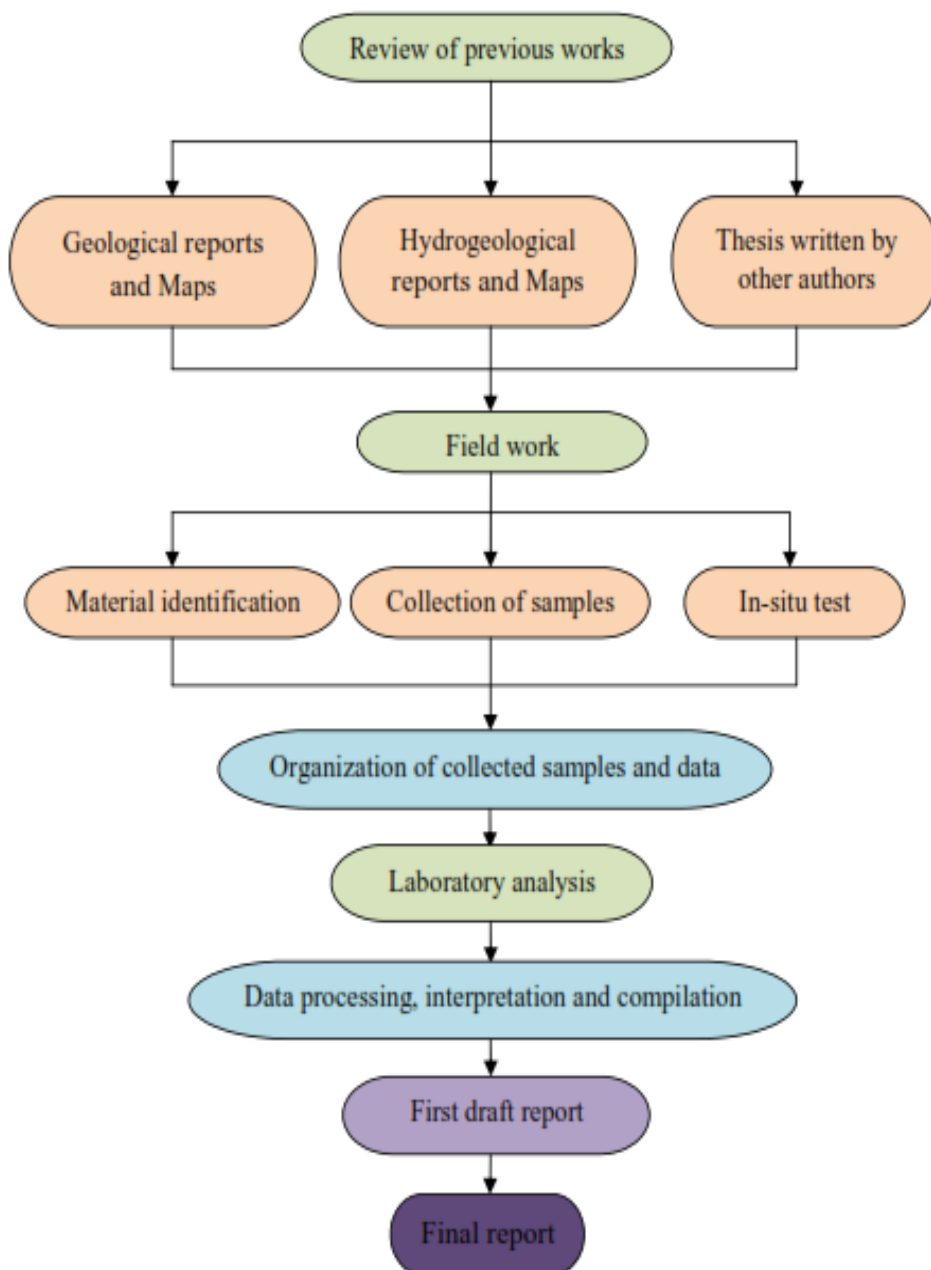 Review of previous works
Geological reports
and Maps
Hydrogeological
reports and Maps
Thesis written by
other authors
Field work
Material identification
Collection of samples
In-situ test
Organization of collected samples and data
Laboratory analysis
Data processing, interpretation and compilation
First draft report
Final report